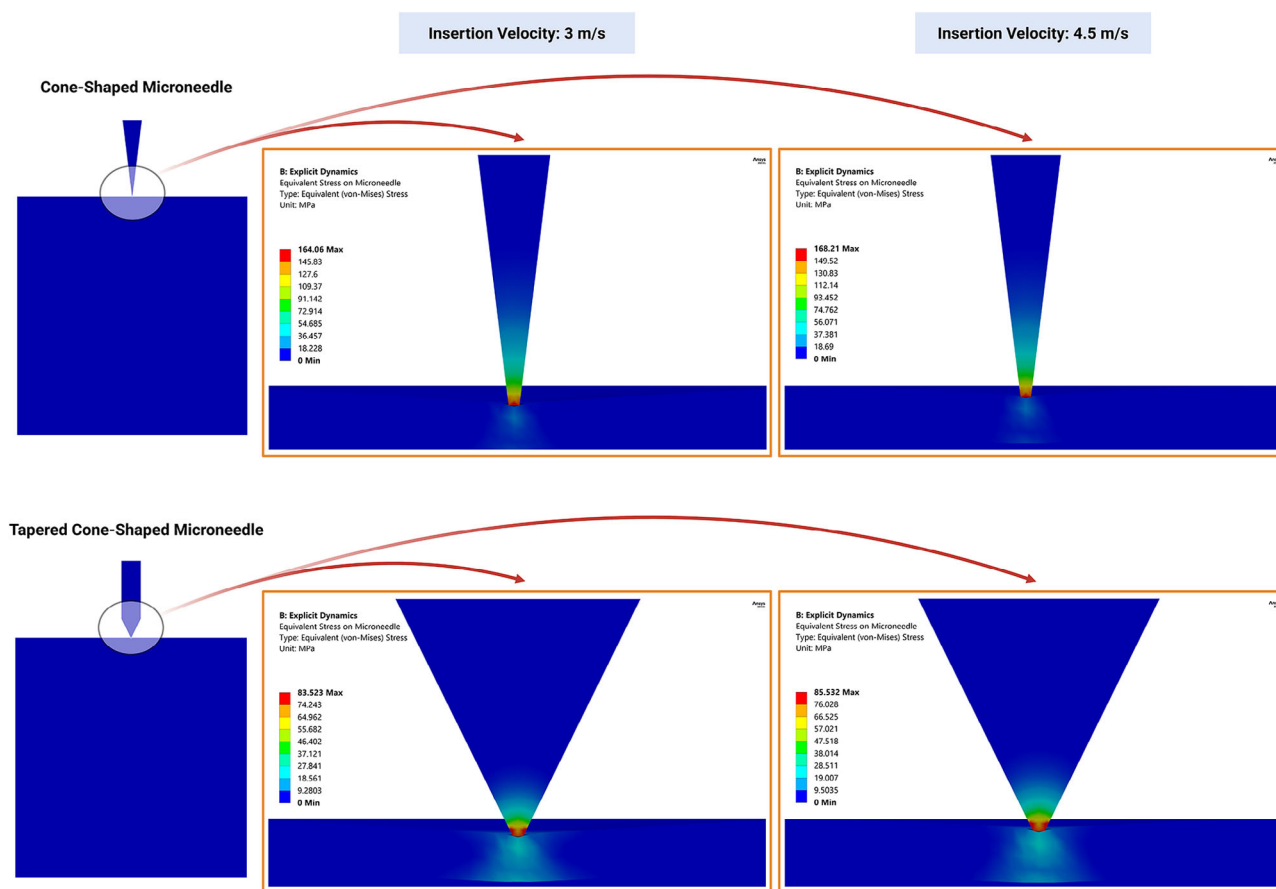 Insertion Velocity: 3 m/s
Insertion Velocity: 4.5 m/s
Cone-Shaped Microneedle
B: Explicit Dynamics
Equivalent Stress on Microneedle
Type: Equivalent (von-Mises) Stress
Unit: MPa
164.06 Max
145.83
127.6
109.37
91.142
72.914
54.685
36.457
18.228
0 Min
Ansys
B: Explicit Dynamics
Equivalent Stress on Microneedle
Type: Equivalent (von-Mises) Stress
Unit: MPa
168.21 Max
149.52
130.83
112.14
93.452
74.762
56.071
37.381
18.69
0 Min
Ansys
Tapered Cone-Shaped Microneedle
B: Explicit Dynamics
Equivalent Stress on Microneedle
Type: Equivalent (von-Mises) Stress
Unit: MPa
83.523 Max
74.243
64.962
55.682
46.402
37.121
27.841
18.561
9.2803
0 Min
Ansys
B: Explicit Dynamics
Equivalent Stress on Microneedle
Type: Equivalent (von-Mises) Stress
Unit: MPa
85.532 Max
76.028
66.525
57.021
47.518
38.014
28.511
19.007
9.5035
0 Min